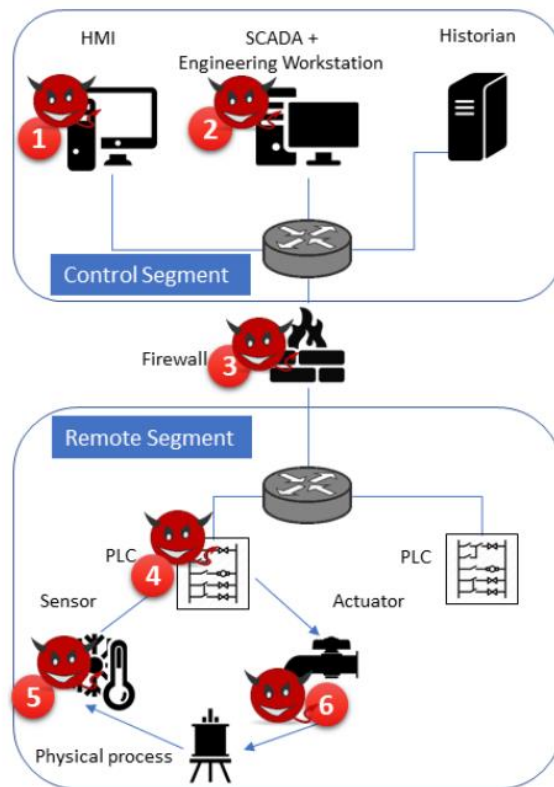 HMI
SCADA +
Engineering Workstation
Historian
1
2
Control Segment
Firewall
3
Remote Segment
PLC
4
PLC
Sensor
Actuator
5
6
Physical process